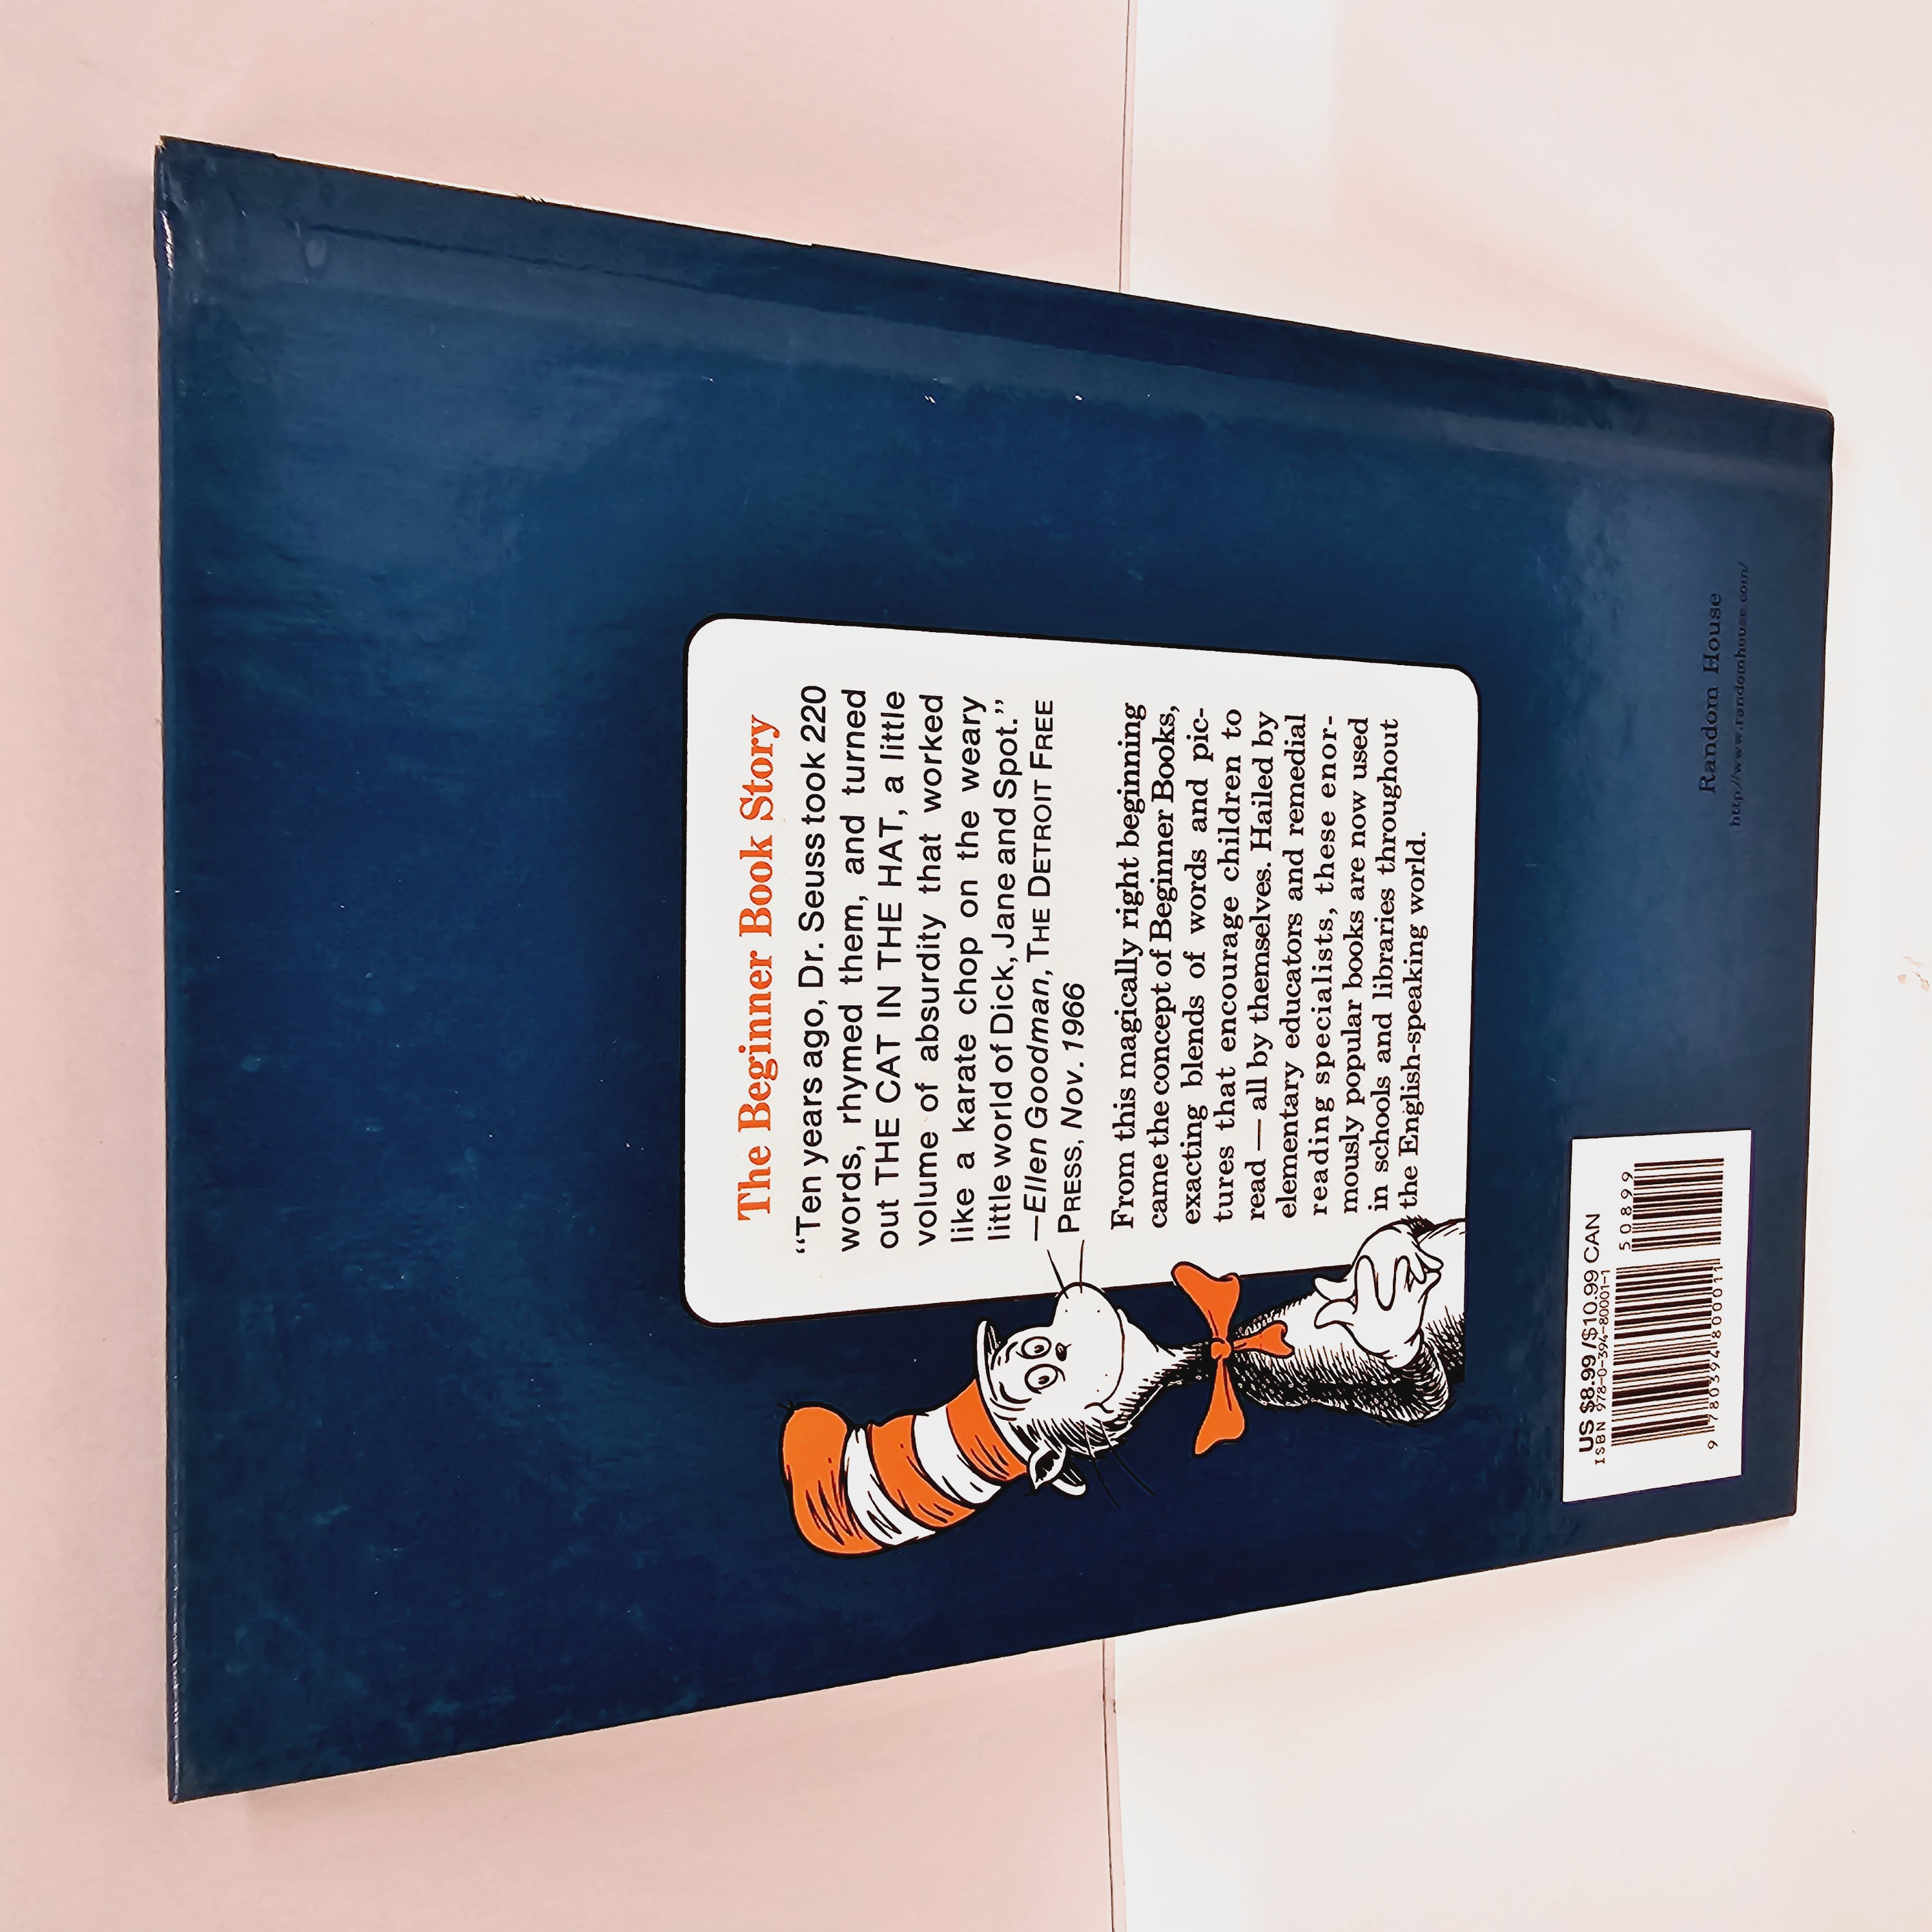 The Beginner Book Story
“Ten years ago, Dr. Seuss took 220
words, rhymed them, and turned
out THE CAT IN THE HAT, a little
volume of absurdity that worked
like a karate chop on the weary
little world of Dick, Jane and Spot.”
—Ellen Goodman, THE DETROIT FREE
PRESS, Nov. 1966
From this magically right beginning
came the concept of Beginner Books,
exacting blends of words and pic-
tures that encourage children to
read — all by themselves. Hailed by
elementary educators and remedial
reading specialists, these enor-
mously popular books are now used
in schools and libraries throughout
the English-speaking world.
US $8.99 /$10.99 CAN
ISBN 978-0-394-80001-1
50899
9 780394 800011
Random House
http://www.randomhouse.com/